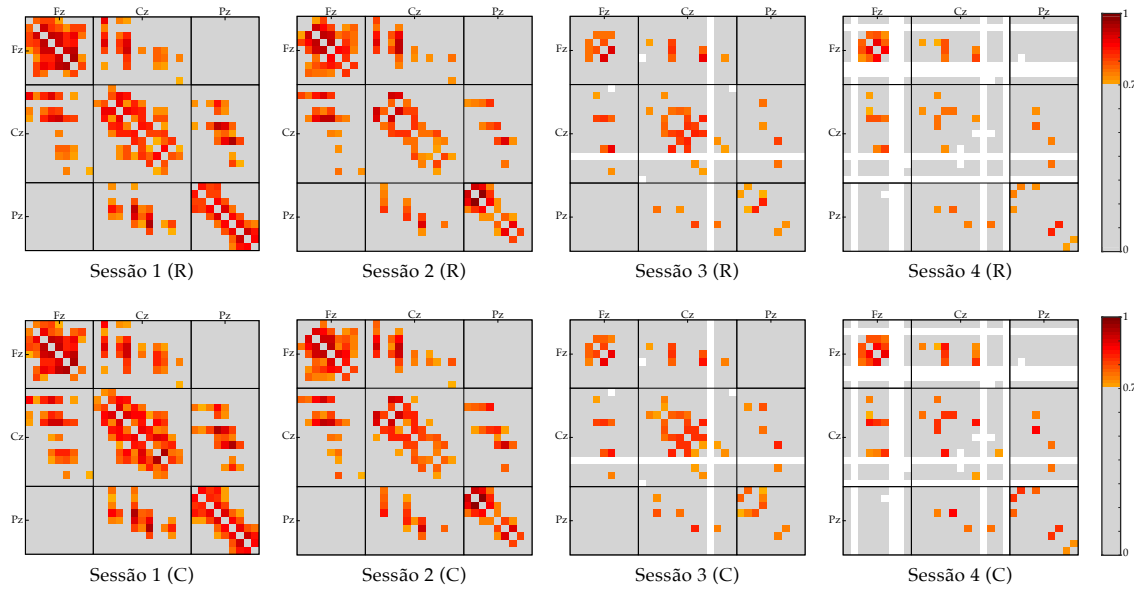 Fz Cz Pz Fz Cz Pz Fz Cz Pz Fz Cz Pz
1
Fz Fz Fz Fz
0.7
Cz Cz Cz Cz
Pz Pz Pz Pz
0
Sessão 1 (R) Sessão 2 (R) Sessão 3 (R) Sessão 4 (R)
Fz Cz Pz Fz Cz Pz Fz Cz Pz Fz Cz Pz
1
Fz Fz Fz Fz
0.7
Cz Cz Cz Cz
Pz Pz Pz Pz
0
Sessão 1 (C) Sessão 2 (C) Sessão 3 (C) Sessão 4 (C)